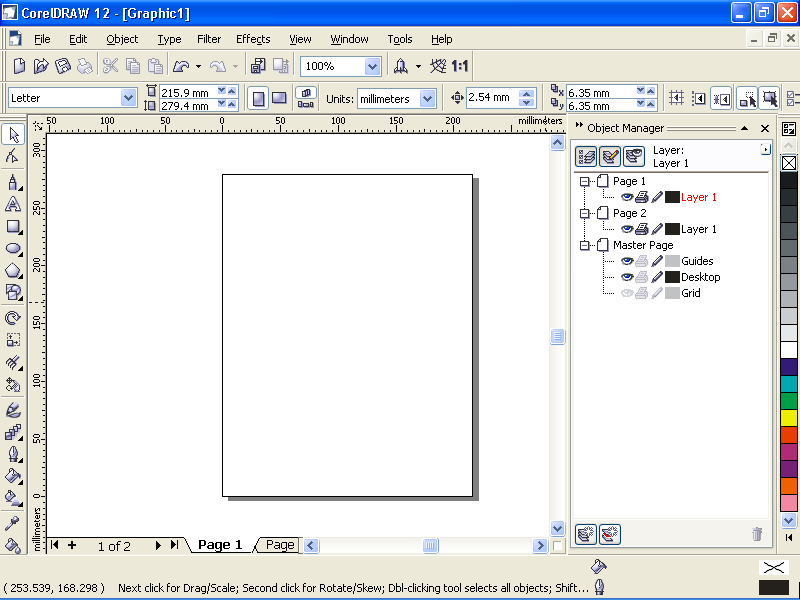 CorelDRAW 12 - [Graphic1]
File Edit Object Type Filter Effects View Window Tools Help
100% 1:1
Letter 215.9 mm 279.4 mm Units: millimeters 2.54 mm x 6.35 mm y 6.35 mm
50 100 50 0 50 100 150 200 millimeters
300
250
200
150
100
50
0
millimeters
Object Manager
Layer:
Layer 1
Page 1
Layer 1
Page 2
Layer 1
Master Page
Guides
Desktop
Grid
1 of 2 Page 1 Page
( 253.539, 168.298 ) Next click for Drag/Scale; Second click for Rotate/Skew; Dbl-clicking tool selects all objects; Shift...